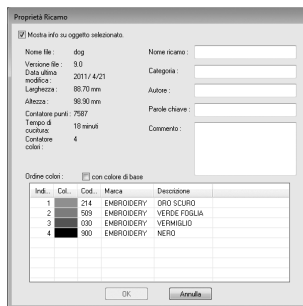 Proprietà Ricamo
Mostra info su oggetto selezionato.
Nome file : dog
Versione file : 9.0
Data ultima modifica : 2011/ 4/21
Larghezza : 88.70 mm
Altezza : 98.90 mm
Contatore punti : 7587
Tempo di cucitura: 18 minuti
Contatore colori : 4
Nome ricamo :
Categoria :
Autore :
Parole chiave :
Commento :
Ordine colori : con colore di base
Indi... Col... Cod... Marca Descrizione
1 214 EMBROIDERY ORO SCURO
2 509 EMBROIDERY VERDE FOGLIA
3 030 EMBROIDERY VERMIGLIO
4 900 EMBROIDERY NERO
OK Annulla